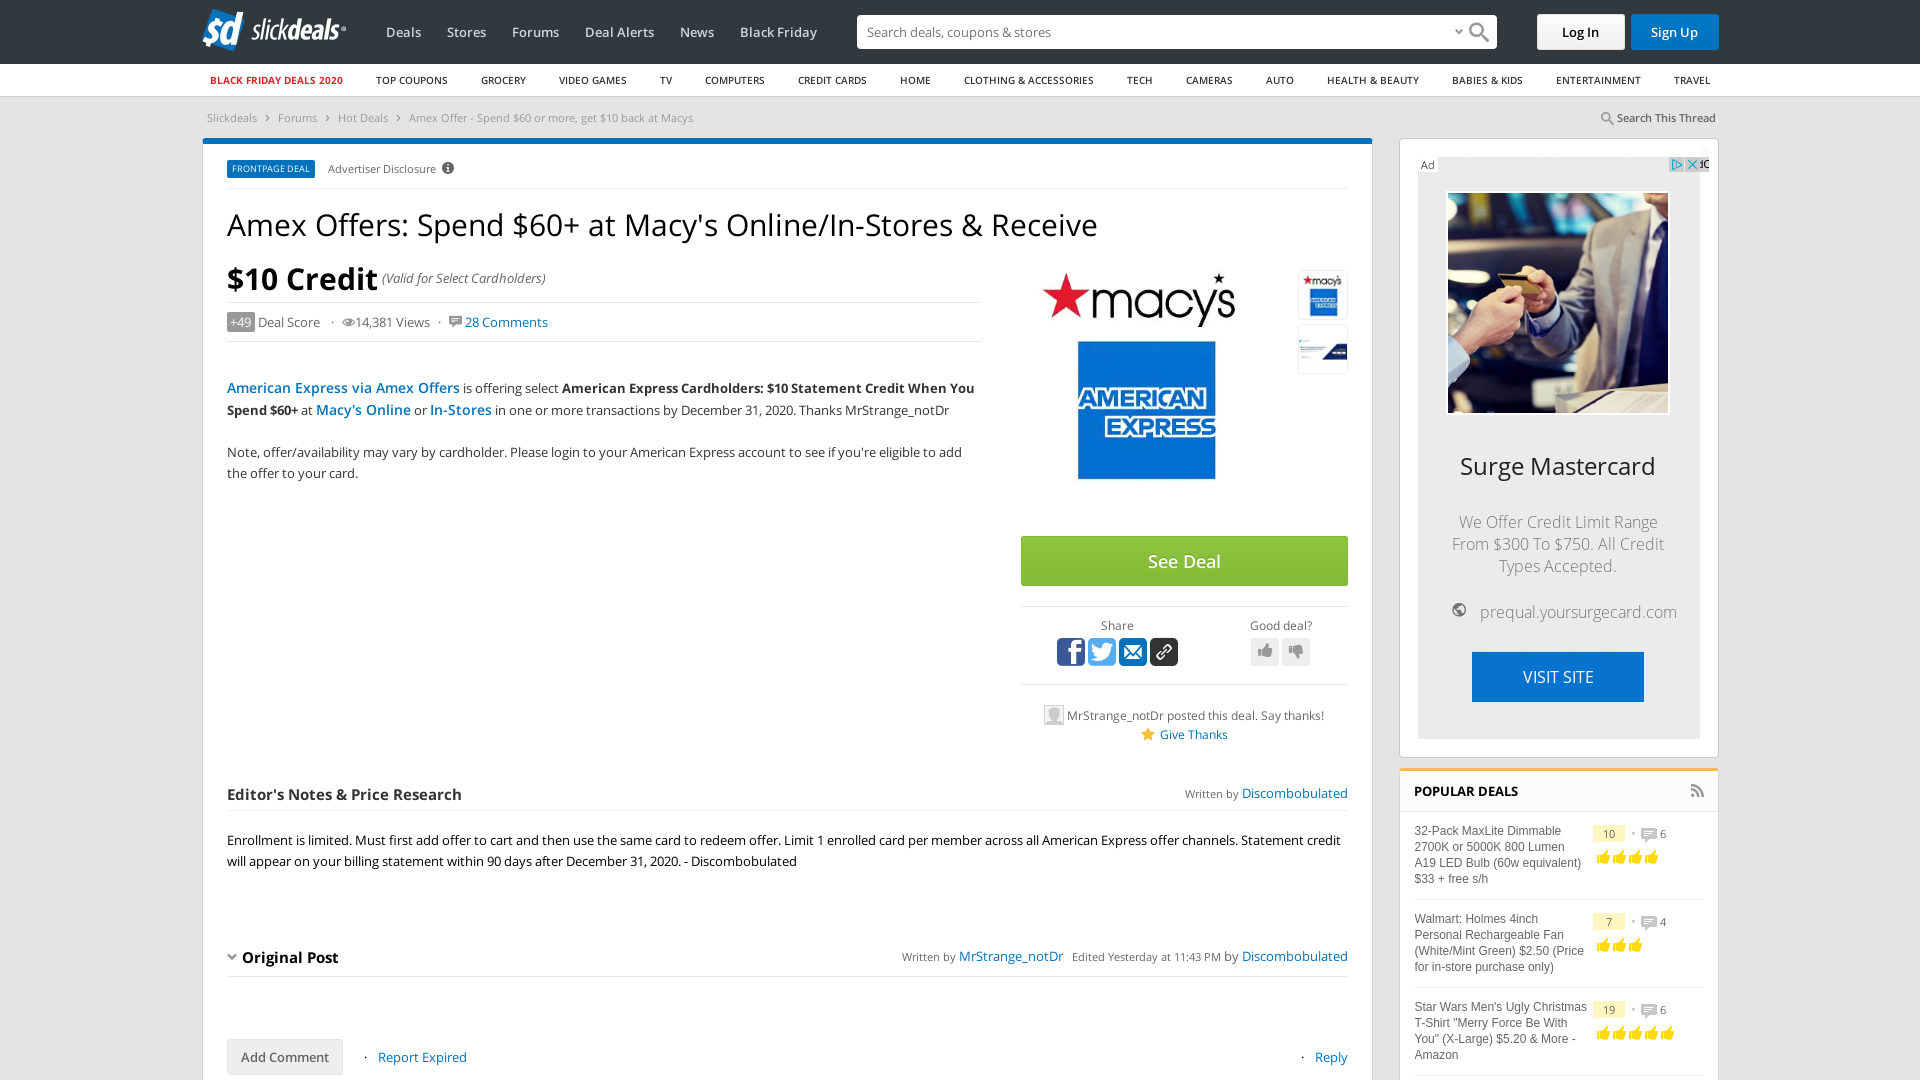 slickdeals
Deals
Stores
Forums
Deal Alerts
News
Black Friday
Search deals, coupons & stores
Log In
Sign Up
BLACK FRIDAY DEALS 2020
TOP COUPONS
GROCERY
VIDEO GAMES
TV
COMPUTERS
CREDIT CARDS
HOME
CLOTHING & ACCESSORIES
TECH
CAMERAS
AUTO
HEALTH & BEAUTY
BABIES & KIDS
ENTERTAINMENT
TRAVEL
Slickdeals › Forums › Hot Deals › Amex Offer - Spend $60 or more, get $10 back at Macys
Search This Thread
FRONTPAGE DEAL
Advertiser Disclosure
Amex Offers: Spend $60+ at Macy's Online/In-Stores & Receive
$10 Credit (Valid for Select Cardholders)
+49 Deal Score · 14,381 Views · 28 Comments
American Express via Amex Offers is offering select American Express Cardholders: $10 Statement Credit When You
Spend $60+ at Macy's Online or In-Stores in one or more transactions by December 31, 2020. Thanks MrStrange_notDr
Note, offer/availability may vary by cardholder. Please login to your American Express account to see if you're eligible to add
the offer to your card.
macy's
AMERICAN
EXPRESS
See Deal
Share
Good deal?
MrStrange_notDr posted this deal. Say thanks!
Give Thanks
Editor's Notes & Price Research
Written by Discombobulated
Enrollment is limited. Must first add offer to cart and then use the same card to redeem offer. Limit 1 enrolled card per member across all American Express offer channels. Statement credit
will appear on your billing statement within 90 days after December 31, 2020. - Discombobulated
Original Post
Written by MrStrange_notDr Edited Yesterday at 11:43 PM by Discombobulated
Add Comment
· Report Expired
· Reply
Ad
Surge Mastercard
We Offer Credit Limit Range
From $300 To $750. All Credit
Types Accepted.
prequal.yoursurgecard.com
VISIT SITE
POPULAR DEALS
32-Pack MaxLite Dimmable
2700K or 5000K 800 Lumen
A19 LED Bulb (60w equivalent)
$33 + free s/h
10 • 6
Walmart: Holmes 4inch
Personal Rechargeable Fan
(White/Mint Green) $2.50 (Price
for in-store purchase only)
7 • 4
Star Wars Men's Ugly Christmas
T-Shirt "Merry Force Be With
You" (X-Large) $5.20 & More -
Amazon
19 • 6